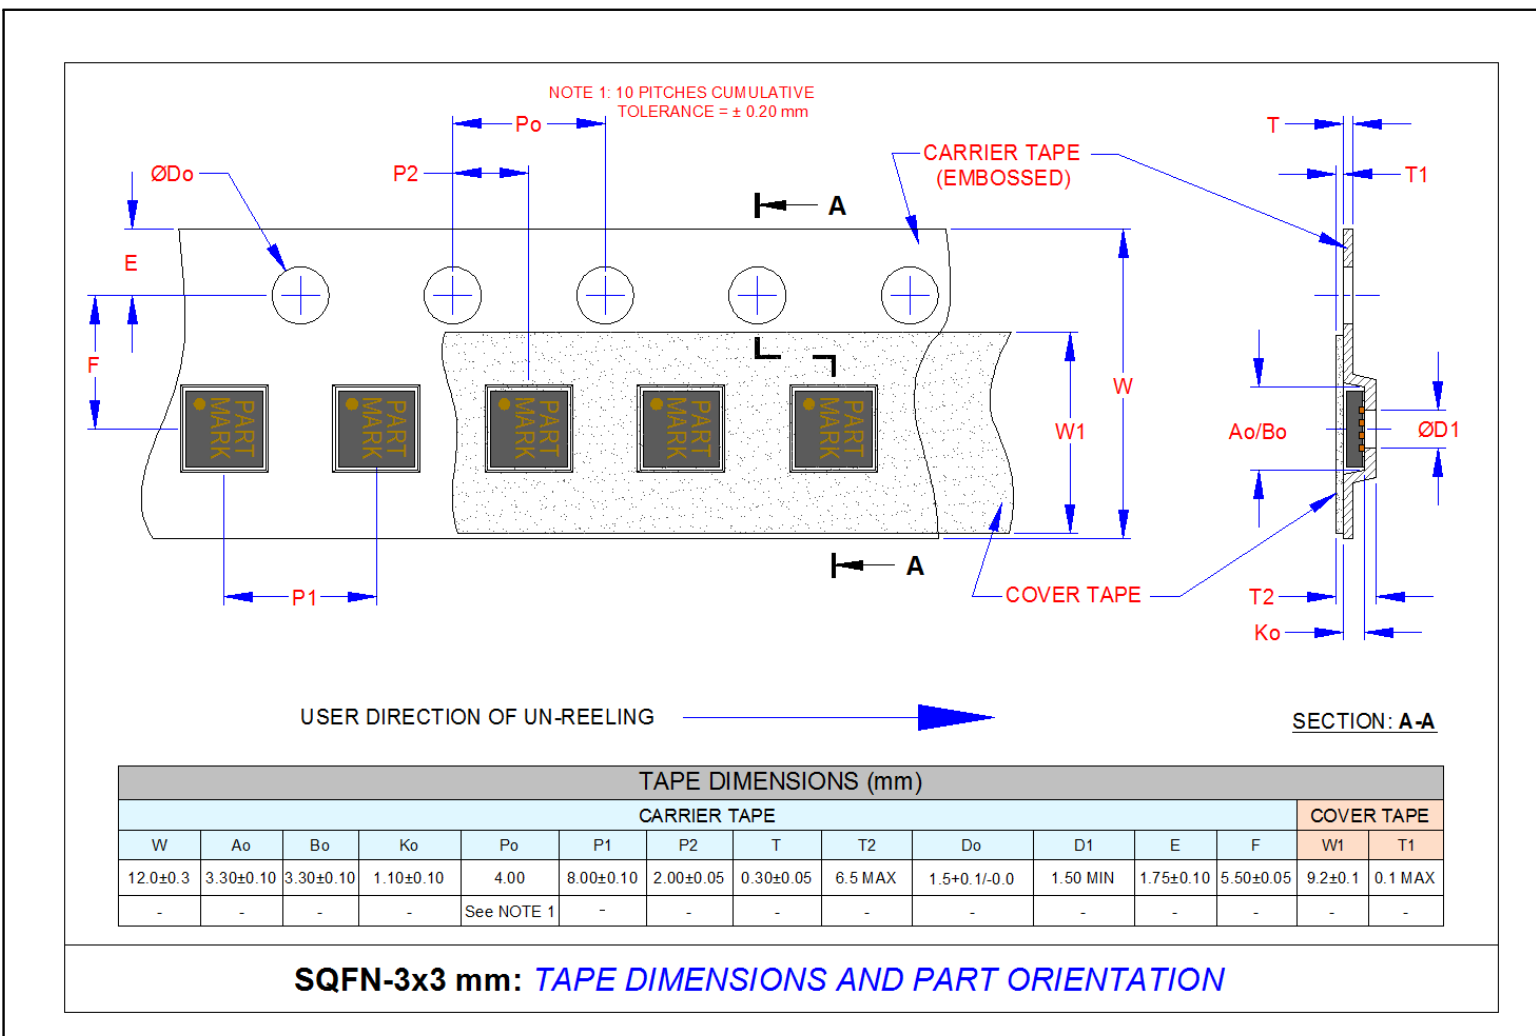 NOTE 1: 10 PITCHES CUMULATIVE
TOLERANCE = ± 0.20 mm
Po
T
P2
ØDo
CARRIER TAPE
(EMBOSSED)
T1
A
E
F
W
W1
Ao/Bo
ØD1
PART MARK
PART MARK
PART MARK
PART MARK
PART MARK
A
P1
COVER TAPE
T2
Ko
USER DIRECTION OF UN-REELING
SECTION: A-A
TAPE DIMENSIONS (mm)
CARRIER TAPE COVER TAPE
W Ao Bo Ko Po P1 P2 T T2 Do D1 E F W1 T1
12.0±0.3 3.30±0.10 3.30±0.10 1.10±0.10 4.00 8.00±0.10 2.00±0.05 0.30±0.05 6.5 MAX 1.5+0.1/-0.0 1.50 MIN 1.75±0.10 5.50±0.05 9.2±0.1 0.1 MAX
- - - - See NOTE 1 - - - - - - - - - -
SQFN-3x3 mm: TAPE DIMENSIONS AND PART ORIENTATION